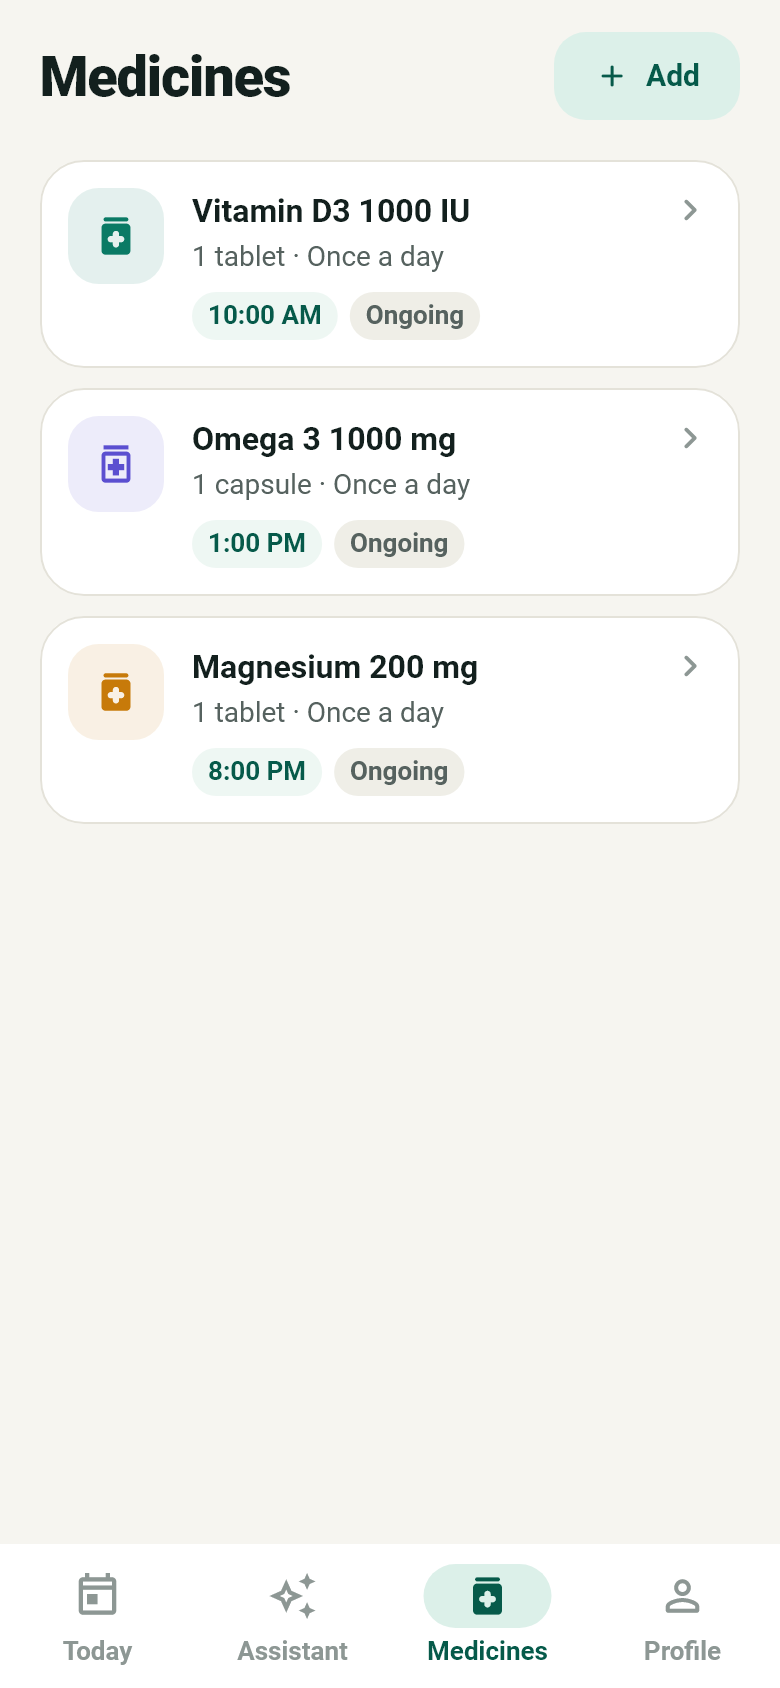 Medicines
Add
Vitamin D3 1000 IU
1 tablet · Once a day
10:00 AM Ongoing
Omega 3 1000 mg
1 capsule · Once a day
1:00 PM Ongoing
Magnesium 200 mg
1 tablet · Once a day
8:00 PM Ongoing
Today Assistant Medicines Profile